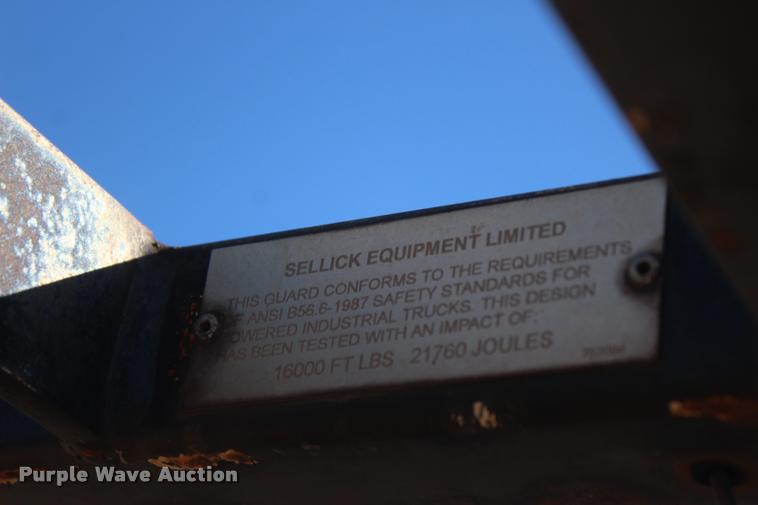 SELLICK EQUIPMENT LIMITED
THIS GUARD CONFORMS TO THE REQUIREMENTS
OF ANSI B56.6-1987 SAFETY STANDARDS FOR
POWERED INDUSTRIAL TRUCKS. THIS DESIGN
HAS BEEN TESTED WITH AN IMPACT OF:
16000 FT LBS 21760 JOULES
Purple Wave Auction